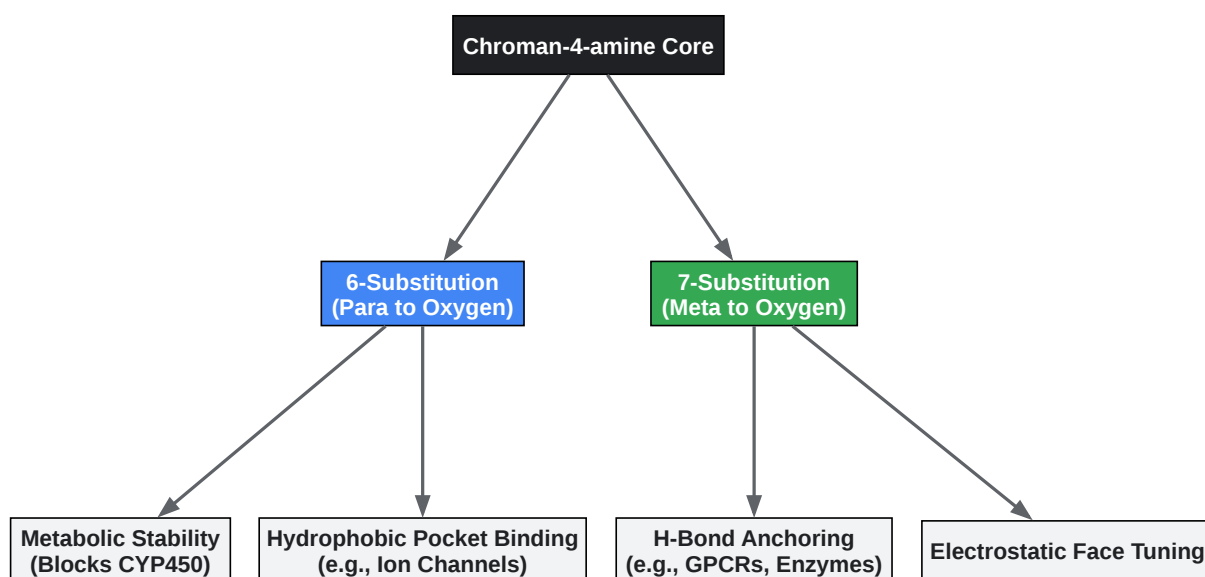 Chroman-4-amine Core
6-Substitution
(Para to Oxygen)
7-Substitution
(Meta to Oxygen)
Metabolic Stability
(Blocks CYP450)
Hydrophobic Pocket Binding
(e.g., Ion Channels)
H-Bond Anchoring
(e.g., GPCRs, Enzymes)
Electrostatic Face Tuning